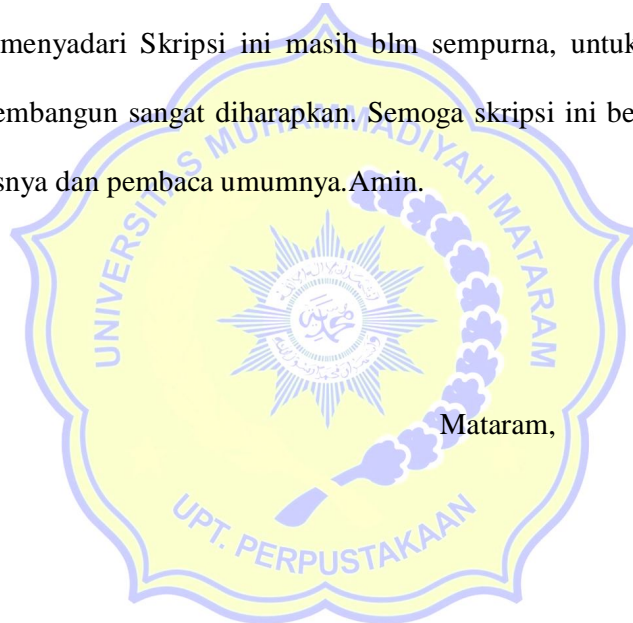 menyadari Skripsi ini masih blm sempurna, untuk
embangun sangat diharapkan. Semoga skripsi ini be
snya dan pembaca umumnya.Amin.
UNIVERSITAS MUHAMMADIYAH MATARAM
Mataram,
UPT. PERPUSTAKAAN